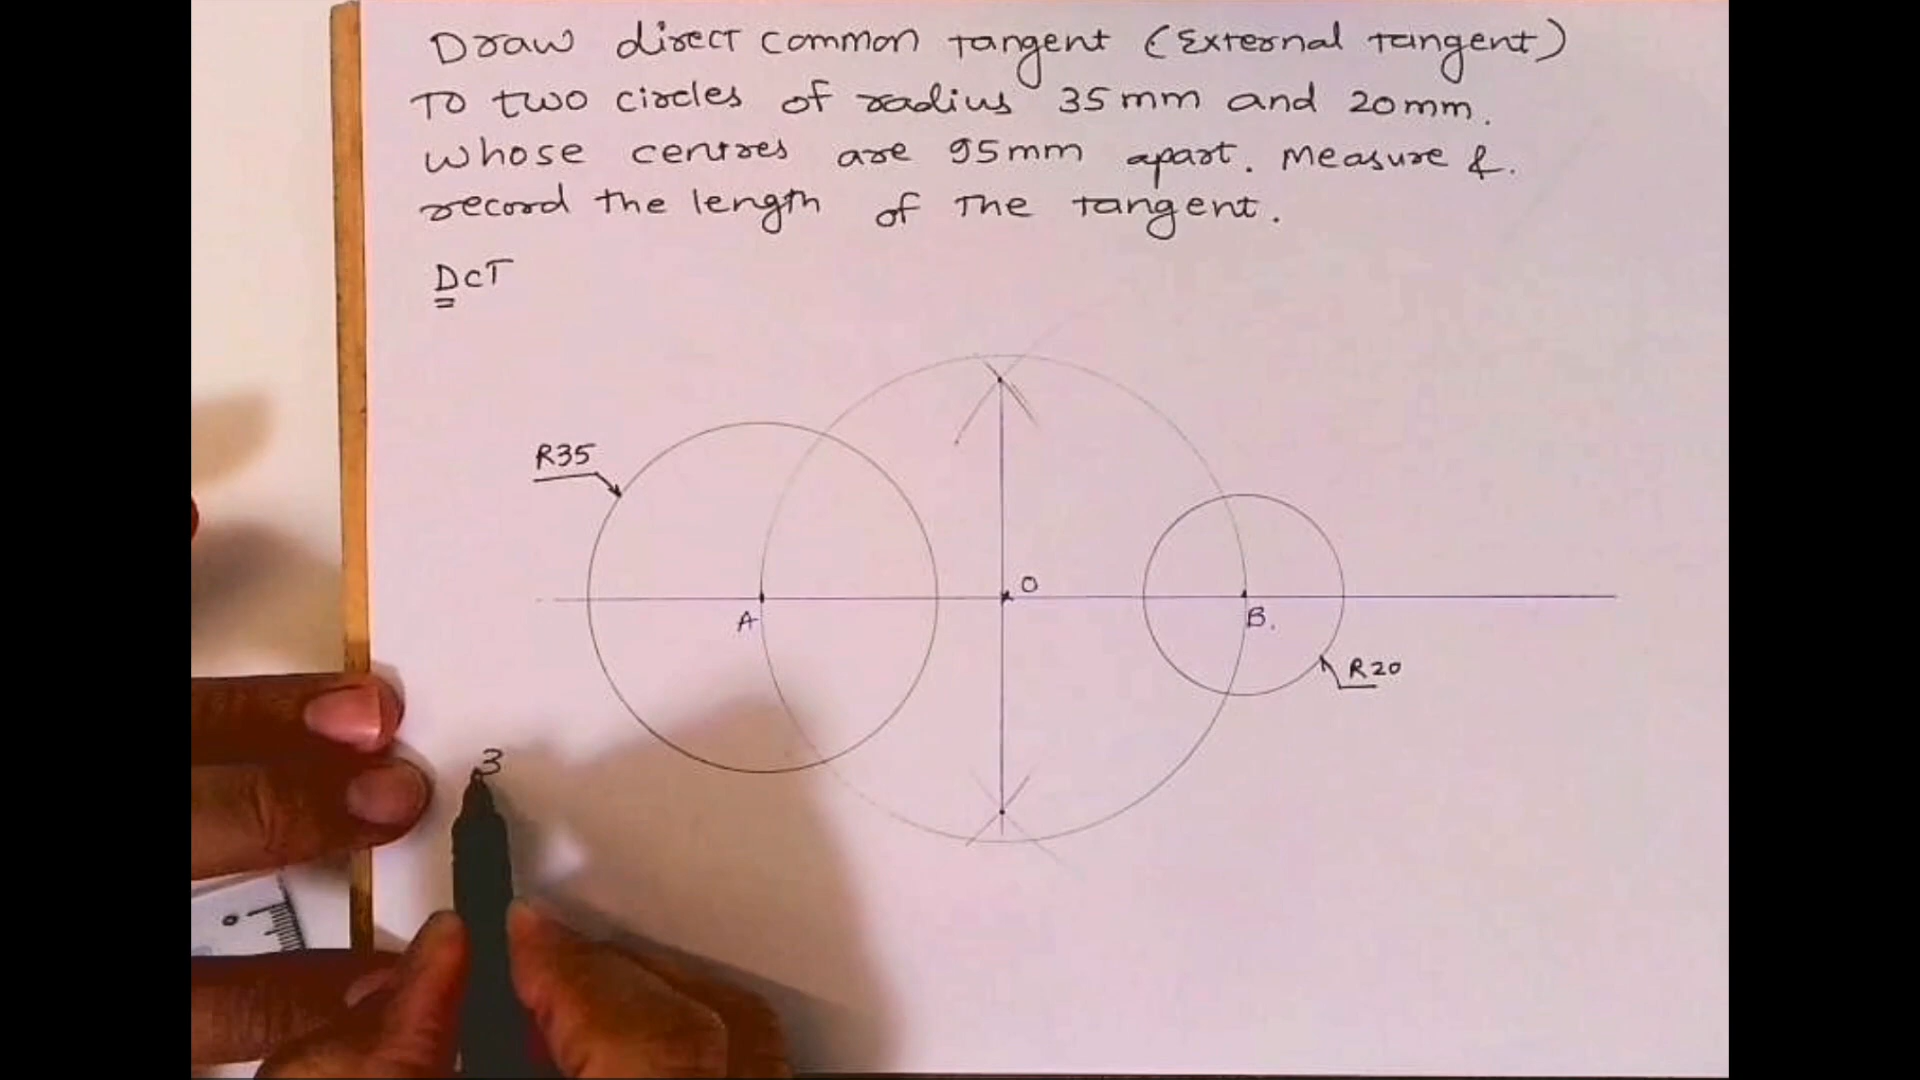 Draw direct common tangent (External tangent)
To two circles of radius 35mm and 20mm.
Whose centres are 95mm apart. Measure &.
record the length of the tangent.
DCT
R35
O
A
B.
R20
3
0